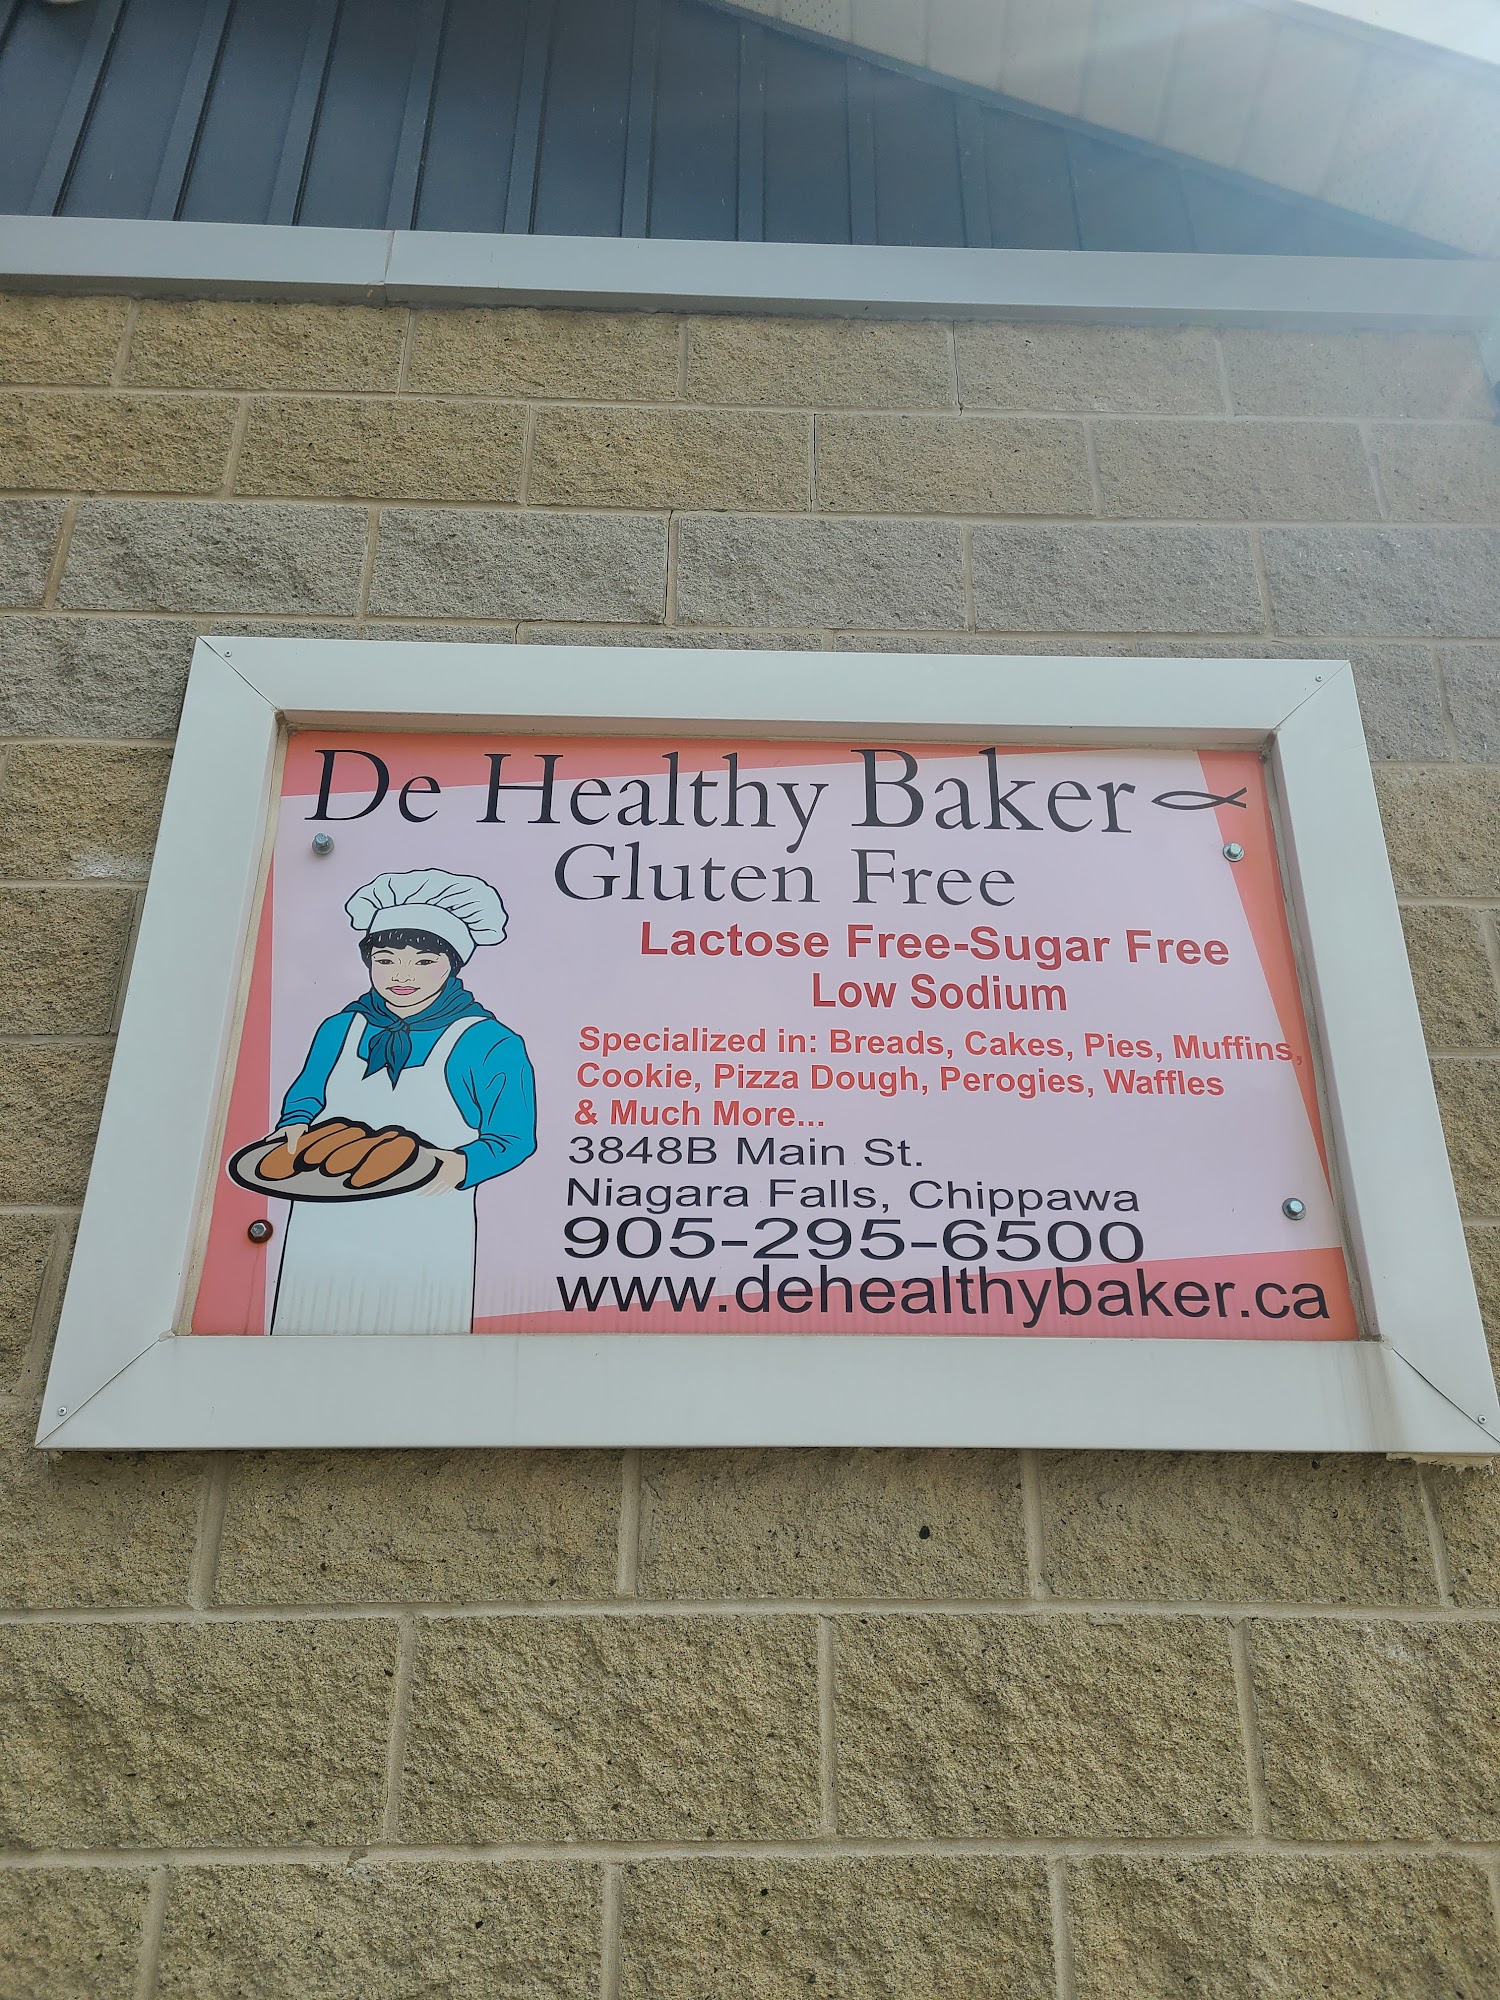 De Healthy Baker
Gluten Free
Lactose Free-Sugar Free
Low Sodium
Specialized in: Breads, Cakes, Pies, Muffins,
Cookie, Pizza Dough, Perogies, Waffles
& Much More...
3848B Main St.
Niagara Falls, Chippawa
905-295-6500
www.dehealthybaker.ca